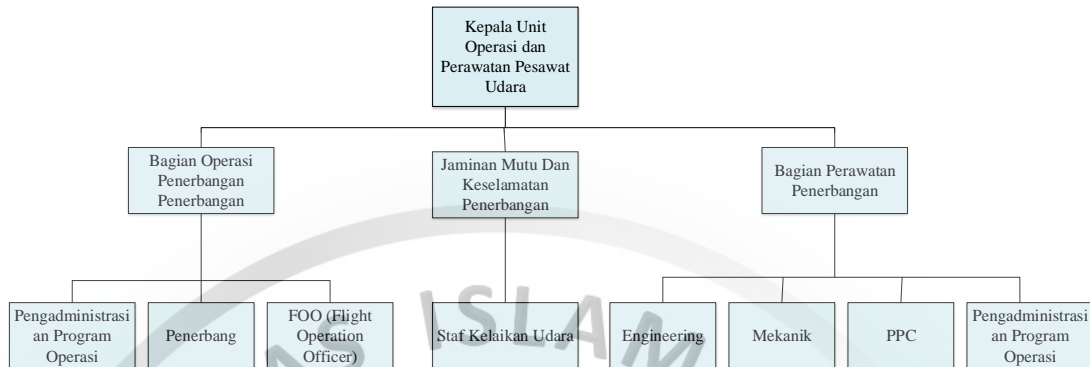 Kepala Unit
Operasi dan
Perawatan Pesawat
Udara
Bagian Operasi
Penerbangan
Penerbangan
Jaminan Mutu Dan
Keselamatan
Penerbangan
Bagian Perawatan
Penerbangan
Pengadministrasi
an Program
Operasi
Penerbang
FOO (Flight
Operation
Officer)
Staf Kelaikan Udara
Engineering
Mekanik
PPC
Pengadministrasi
an Program
Operasi
AS ISLAM